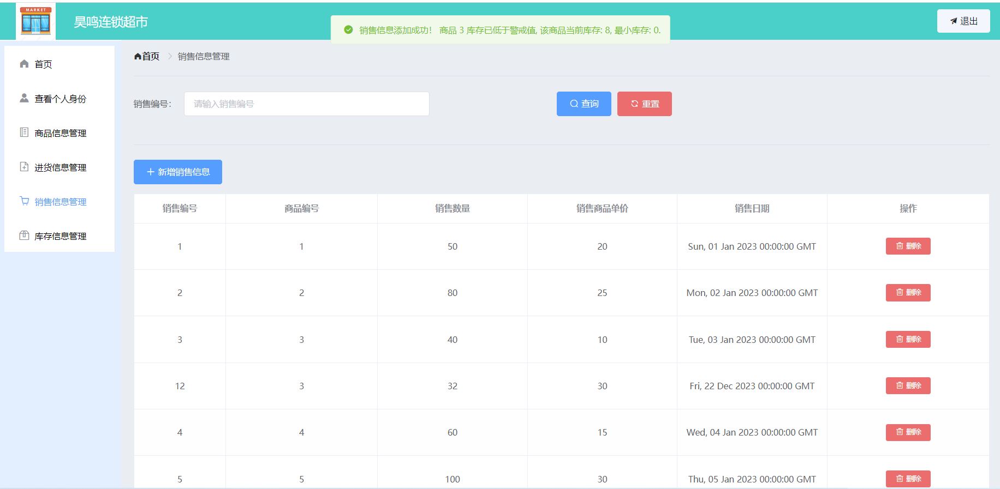 MARKET
昊鸣连锁超市
销售信息添加成功! 商品 3 库存已低于警戒值, 该商品当前库存: 8, 最小库存: 0.
退出
首页
查看个人身份
商品信息管理
进货信息管理
销售信息管理
库存信息管理
首页 > 销售信息管理
销售编号: 请输入销售编号 查询 重置
+ 新增销售信息
销售编号 商品编号 销售数量 销售商品单价 销售日期 操作
1 1 50 20 Sun, 01 Jan 2023 00:00:00 GMT 删除
2 2 80 25 Mon, 02 Jan 2023 00:00:00 GMT 删除
3 3 40 10 Tue, 03 Jan 2023 00:00:00 GMT 删除
12 3 32 30 Fri, 22 Dec 2023 00:00:00 GMT 删除
4 4 60 15 Wed, 04 Jan 2023 00:00:00 GMT 删除
5 5 100 30 Thu, 05 Jan 2023 00:00:00 GMT 删除